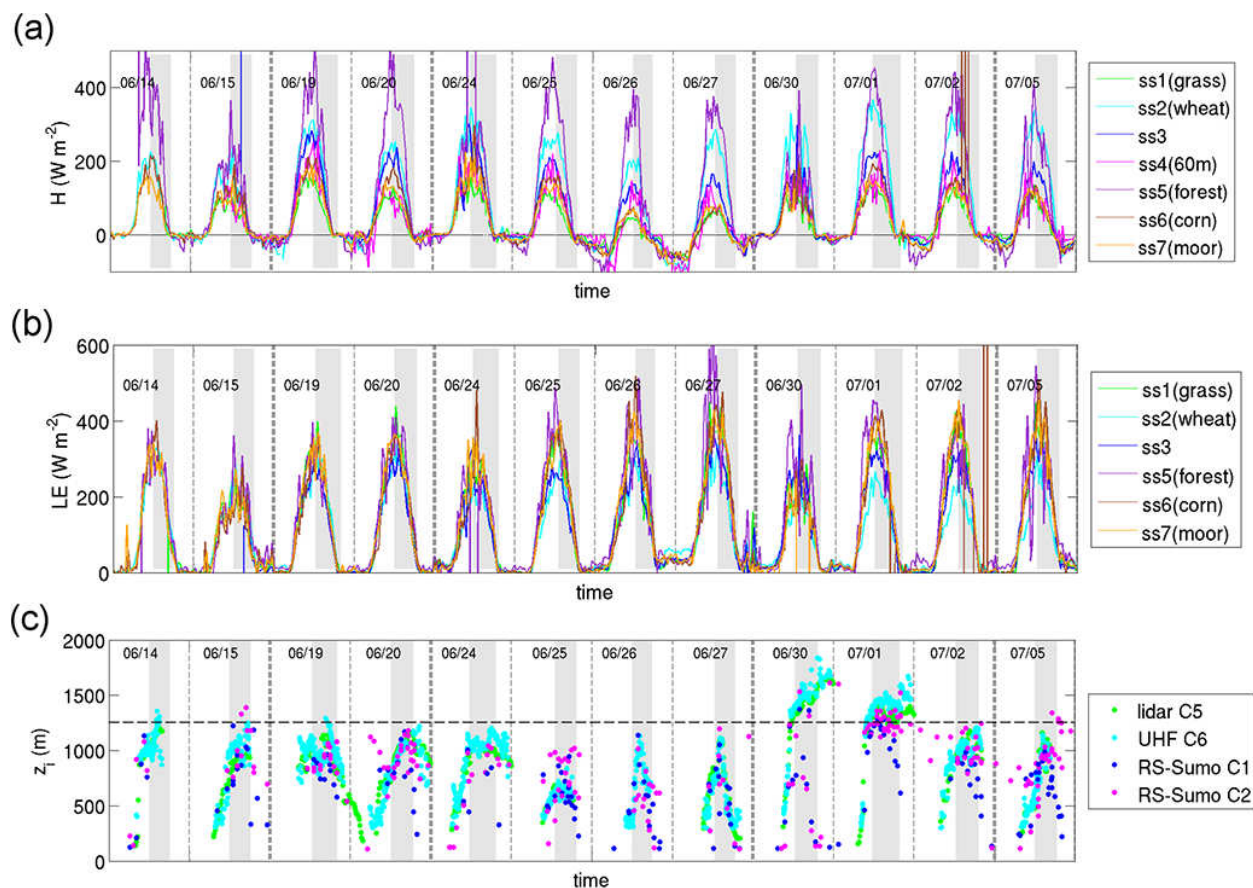 (a)
H (W m-2)
400
200
0
06/14 06/15 06/19 06/20 06/24 06/25 06/26 06/27 06/30 07/01 07/02 07/05
time
ss1(grass)
ss2(wheat)
ss3
ss4(60m)
ss5(forest)
ss6(corn)
ss7(moor)
(b)
LE (W m-2)
600
400
200
0
06/14 06/15 06/19 06/20 06/24 06/25 06/26 06/27 06/30 07/01 07/02 07/05
time
ss1(grass)
ss2(wheat)
ss3
ss5(forest)
ss6(corn)
ss7(moor)
(c)
zi (m)
2000
1500
1000
500
0
06/14 06/15 06/19 06/20 06/24 06/25 06/26 06/27 06/30 07/01 07/02 07/05
time
lidar C5
UHF C6
RS-Sumo C1
RS-Sumo C2